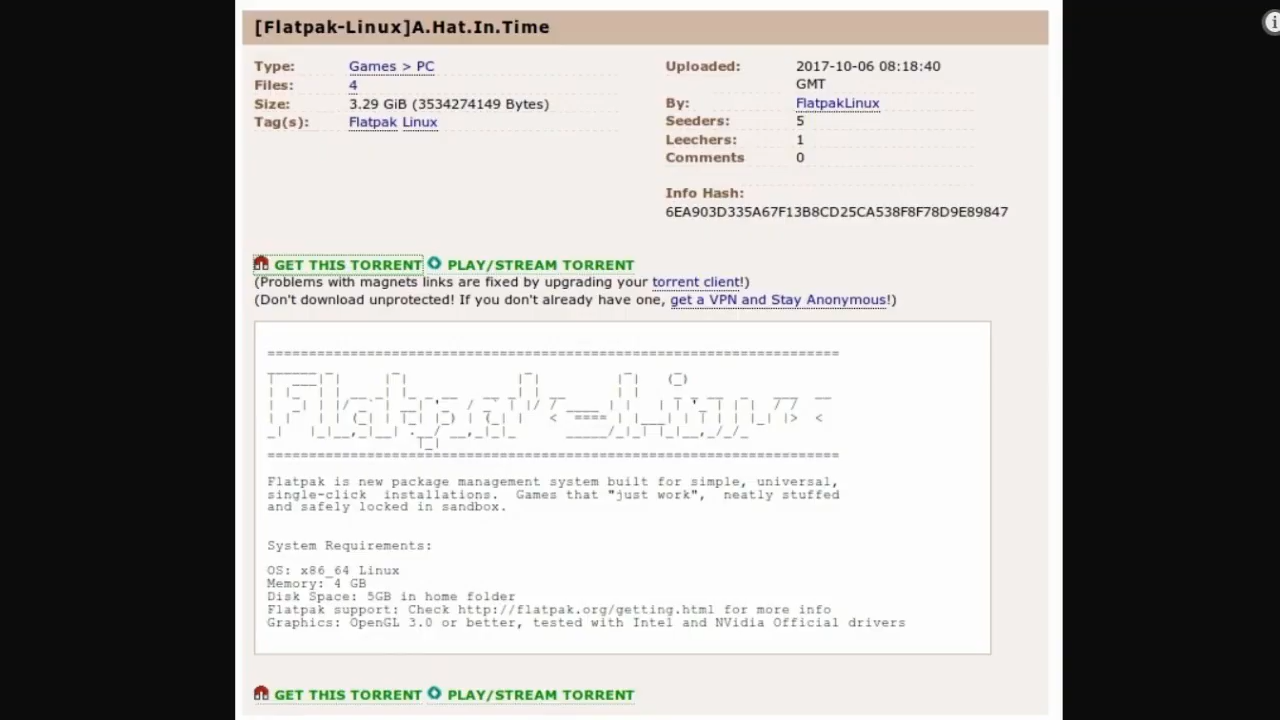 [Flatpak-Linux]A.Hat.In.Time
Type: Games > PC
Files: 4
Size: 3.29 GiB (3534274149 Bytes)
Tag(s): Flatpak Linux
Uploaded: 2017-10-06 08:18:40
GMT
By: FlatpakLinux
Seeders: 5
Leechers: 1
Comments 0
Info Hash:
6EA903D335A67F13B8CD25CA538F8F78D9E89847
GET THIS TORRENT PLAY/STREAM TORRENT
(Problems with magnets links are fixed by upgrading your torrent client!)
(Don't download unprotected! If you don't already have one, get a VPN and Stay Anonymous!)
Flatpak-Linux
Flatpak is new package management system built for simple, universal,
single-click installations. Games that "just work", neatly stuffed
and safely locked in sandbox.
System Requirements:
OS: x86_64 Linux
Memory: 4 GB
Disk Space: 5GB in home folder
Flatpak support: Check http://flatpak.org/getting.html for more info
Graphics: OpenGL 3.0 or better, tested with Intel and NVidia Official drivers
GET THIS TORRENT PLAY/STREAM TORRENT